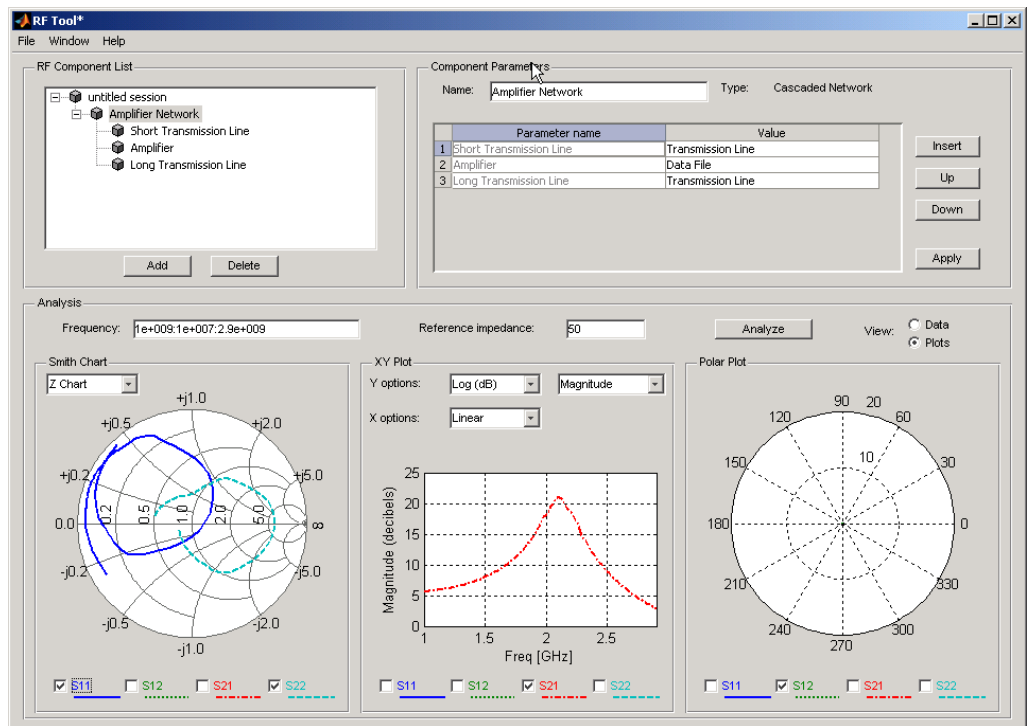 RF Tool*
File Window Help
RF Component List
untitled session
Amplifier Network
Short Transmission Line
Amplifier
Long Transmission Line
Add Delete
Component Parameters
Name: Amplifier Network Type: Cascaded Network
Parameter name Value
1 Short Transmission Line Transmission Line
2 Amplifier Data File
3 Long Transmission Line Transmission Line
Insert
Up
Down
Apply
Analysis
Frequency: 1e+009:1e+007:2.9e+009 Reference impedance: 50 Analyze View: Data
Plots
Smith Chart
Z Chart
+j1.0
+j0.5 +j2.0
+j0.2 +j5.0
0.0 0.2 0.5 1.0 2.0 5.0 ∞
-j0.2 -j5.0
-j0.5 -j2.0
-j1.0
S11 S12 S21 S22
XY Plot
Y options: Log (dB) Magnitude
X options: Linear
25
20
15
10
5
0
Magnitude (decibels)
1 1.5 2 2.5
Freq [GHz]
S11 S12 S21 S22
Polar Plot
90 20
120 60
10
150 30
180 0
210 330
240 300
270
S11 S12 S21 S22